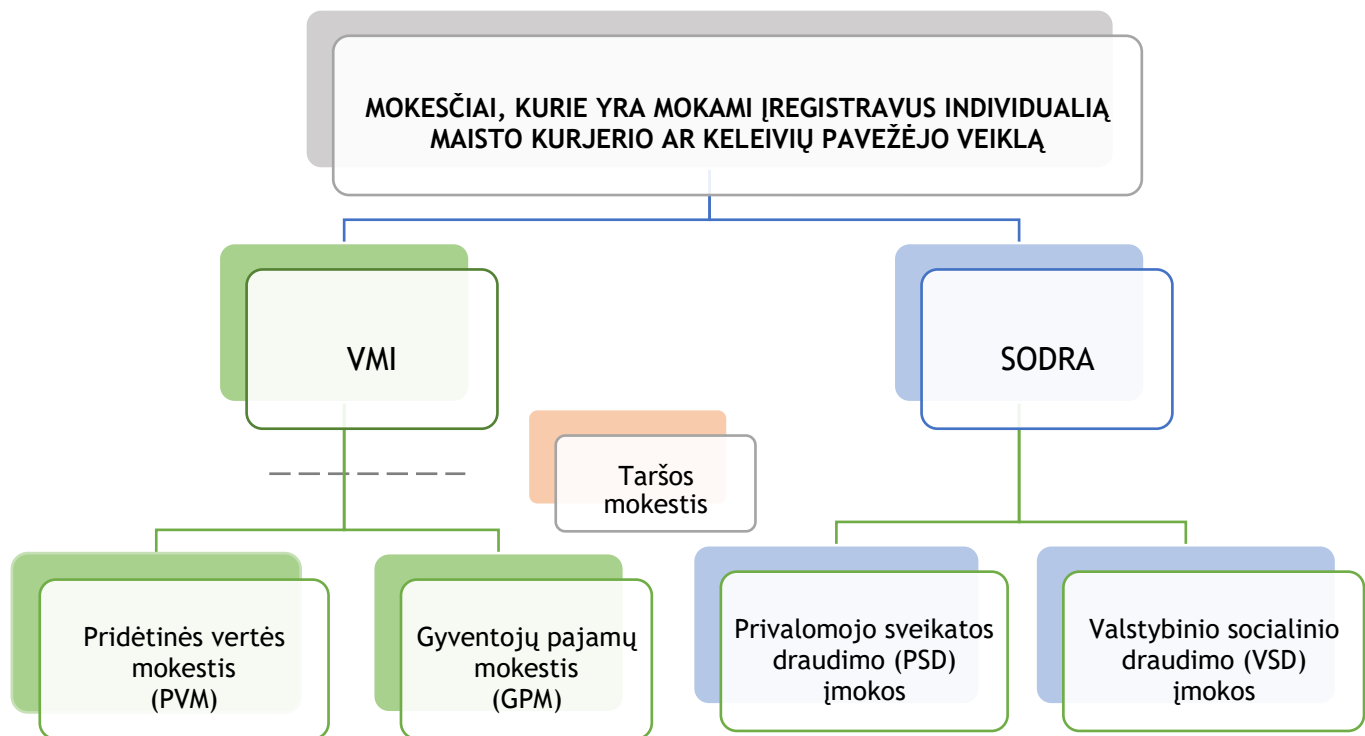 MOKESČIAI, KURIE YRA MOKAMI ĮREGISTRAVUS INDIVIDUALIĄ
MAISTO KURJERIO AR KELEIVIŲ PAVEŽĖJO VEIKLĄ
VMI
SODRA
Taršos
mokestis
Pridėtinės vertės
mokestis
(PVM)
Gyventojų pajamų
mokestis
(GPM)
Privalomojo sveikatos
draudimo (PSD)
įmokos
Valstybinio socialinio
draudimo (VSD)
įmokos